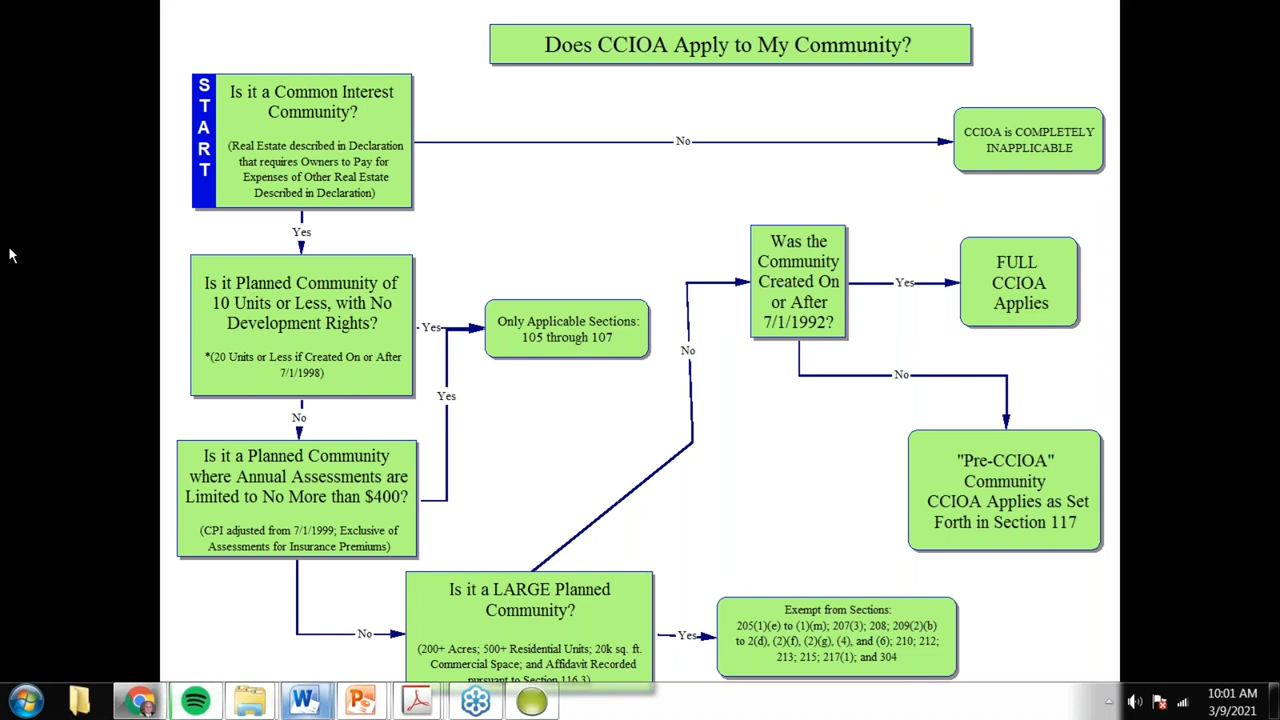 Does CCIOA Apply to My Community?
START
Is it a Common Interest
Community?
(Real Estate described in Declaration
that requires Owners to Pay for
Expenses of Other Real Estate
Described in Declaration)
No
CCIOA is COMPLETELY
INAPPLICABLE
Yes
Is it Planned Community of
10 Units or Less, with No
Development Rights?
*(20 Units or Less if Created On or After
7/1/1998)
Yes
Only Applicable Sections:
105 through 107
Yes
No
Is it a Planned Community
where Annual Assessments are
Limited to No More than $400?
(CPI adjusted from 7/1/1999; Exclusive of
Assessments for Insurance Premiums)
No
Is it a LARGE Planned
Community?
(200+ Acres; 500+ Residential Units; 20k sq. ft.
Commercial Space; and Affidavit Recorded
pursuant to Section 116.3)
Yes
Exempt from Sections:
205(1)(e) to (1)(m); 207(3); 208; 209(2)(b)
to 2(d), (2)(f), (2)(g), (4), and (6); 210; 212;
213; 215; 217(1); and 304
No
Was the
Community
Created On
or After
7/1/1992?
Yes
FULL
CCIOA
Applies
No
"Pre-CCIOA"
Community
CCIOA Applies as Set
Forth in Section 117
10:01 AM
3/9/2021